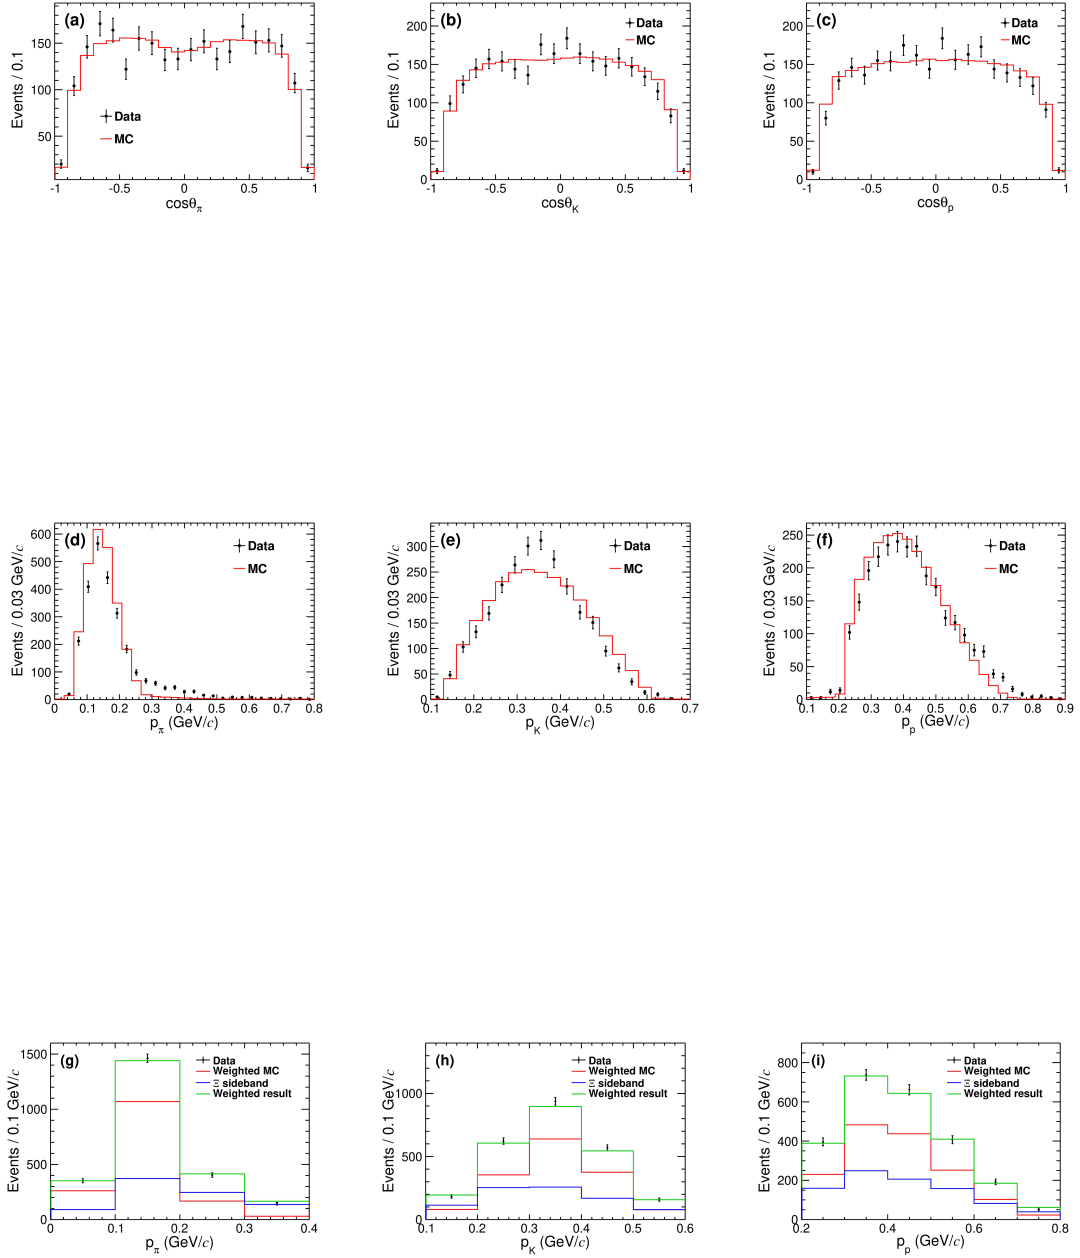 (a)
Events / 0.1
150
100
50
Data
MC
-1 -0.5 0 0.5 1
cosθπ
(b)
Events / 0.1
200
150
100
50
0
Data
MC
-1 -0.5 0 0.5 1
cosθK
(c)
Events / 0.1
200
150
100
50
0
Data
MC
-1 -0.5 0 0.5 1
cosθp
(d)
Events / 0.03 GeV/c
600
500
400
300
200
100
0
Data
MC
0 0.1 0.2 0.3 0.4 0.5 0.6 0.7 0.8
pπ (GeV/c)
(e)
Events / 0.03 GeV/c
300
250
200
150
100
50
0
Data
MC
0.1 0.2 0.3 0.4 0.5 0.6 0.7
pK (GeV/c)
(f)
Events / 0.03 GeV/c
250
200
150
100
50
0
Data
MC
0.1 0.2 0.3 0.4 0.5 0.6 0.7 0.8 0.9
pp (GeV/c)
(g)
Events / 0.1 GeV/c
1500
1000
500
0
Data
Weighted MC
Ξ sideband
Weighted result
0 0.1 0.2 0.3 0.4
pπ (GeV/c)
(h)
Events / 0.1 GeV/c
1000
500
0
Data
Weighted MC
Ξ sideband
Weighted result
0.1 0.2 0.3 0.4 0.5 0.6
pK (GeV/c)
(i)
Events / 0.1 GeV/c
800
600
400
200
0
Data
Weighted MC
Ξ sideband
Weighted result
0.2 0.4 0.6 0.8
pp (GeV/c)